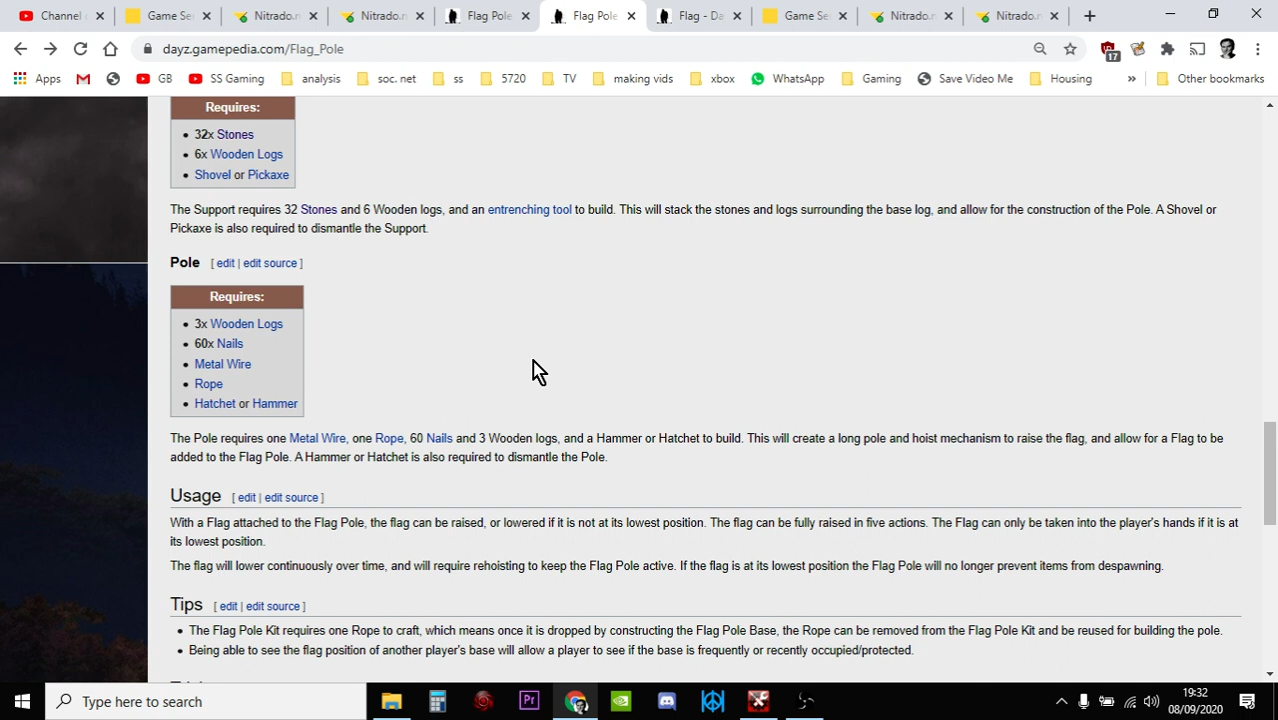 Channel c
Game Se
Nitrado.n
Nitrado.n
Flag Pole
Flag Pole
Flag - Da
Game Se
Nitrado.n
Nitrado.n
dayz.gamepedia.com/Flag_Pole
17
Apps GB SS Gaming analysis soc. net ss 5720 TV making vids xbox WhatsApp Gaming Save Video Me Housing » Other bookmarks
Requires:
• 32x Stones
• 6x Wooden Logs
• Shovel or Pickaxe
The Support requires 32 Stones and 6 Wooden logs, and an entrenching tool to build. This will stack the stones and logs surrounding the base log, and allow for the construction of the Pole. A Shovel or
Pickaxe is also required to dismantle the Support.
Pole [ edit | edit source ]
Requires:
• 3x Wooden Logs
• 60x Nails
• Metal Wire
• Rope
• Hatchet or Hammer
The Pole requires one Metal Wire, one Rope, 60 Nails and 3 Wooden logs, and a Hammer or Hatchet to build. This will create a long pole and hoist mechanism to raise the flag, and allow for a Flag to be
added to the Flag Pole. A Hammer or Hatchet is also required to dismantle the Pole.
Usage [ edit | edit source ]
With a Flag attached to the Flag Pole, the flag can be raised, or lowered if it is not at its lowest position. The flag can be fully raised in five actions. The Flag can only be taken into the player's hands if it is at
its lowest position.
The flag will lower continuously over time, and will require rehoisting to keep the Flag Pole active. If the flag is at its lowest position the Flag Pole will no longer prevent items from despawning.
Tips [ edit | edit source ]
• The Flag Pole Kit requires one Rope to craft, which means once it is dropped by constructing the Flag Pole Base, the Rope can be removed from the Flag Pole Kit and be reused for building the pole.
• Being able to see the flag position of another player's base will allow a player to see if the base is frequently or recently occupied/protected.
Type here to search
Pr
19:32
08/09/2020